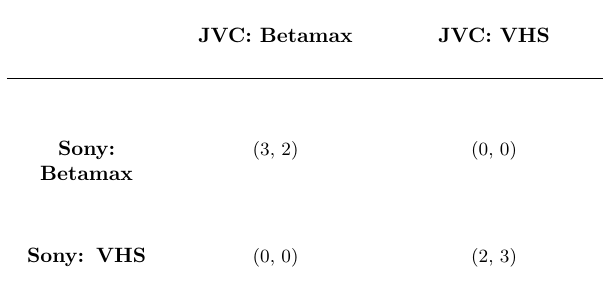 JVC: Betamax JVC: VHS
Sony: Betamax (3, 2) (0, 0)
Sony: VHS (0, 0) (2, 3)